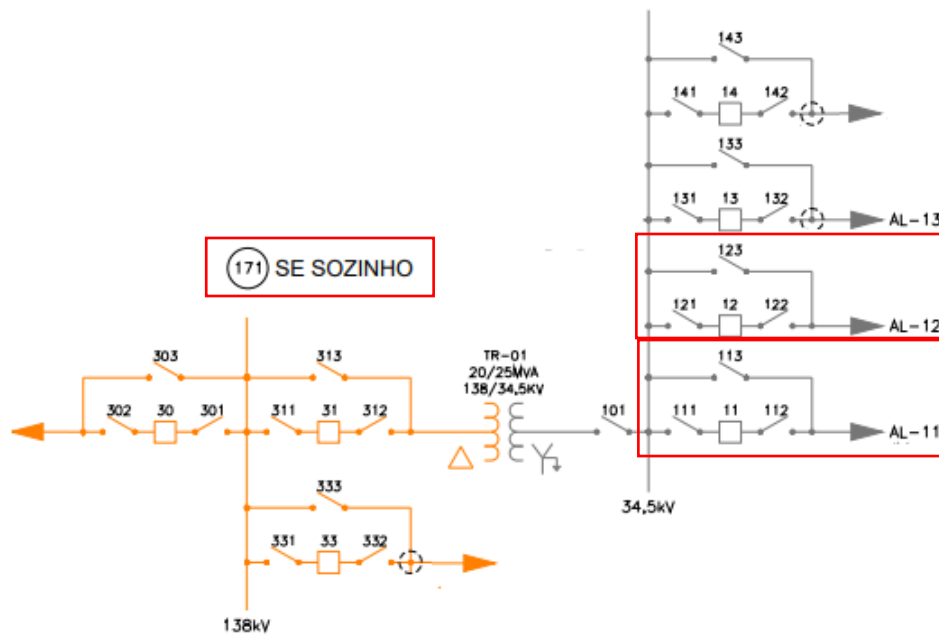 143
141 14 142
133
131 13 132
AL-13
171 SE SOZINHO
123
121 12 122
AL-12
TR-01
20/25MVA
138/34,5KV
303 313
113
302 30 301 311 31 312
101
111 11 112
AL-11
333
34,5kV
331 33 332
138kV